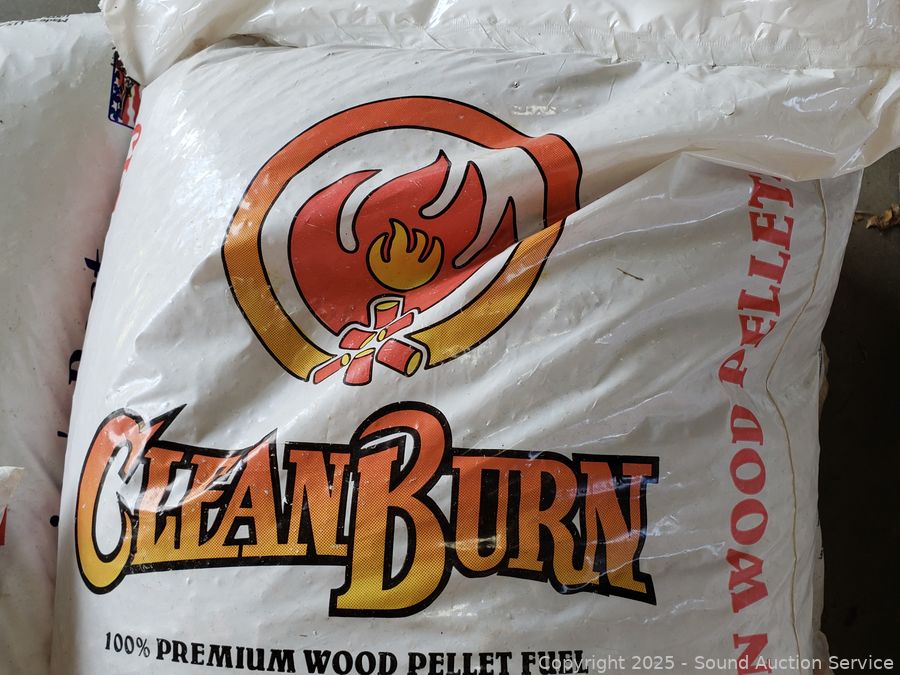 CLEANBURN
100% PREMIUM WOOD PELLET FUEL
WOOD PELLET
Copyright 2025 - Sound Auction Service